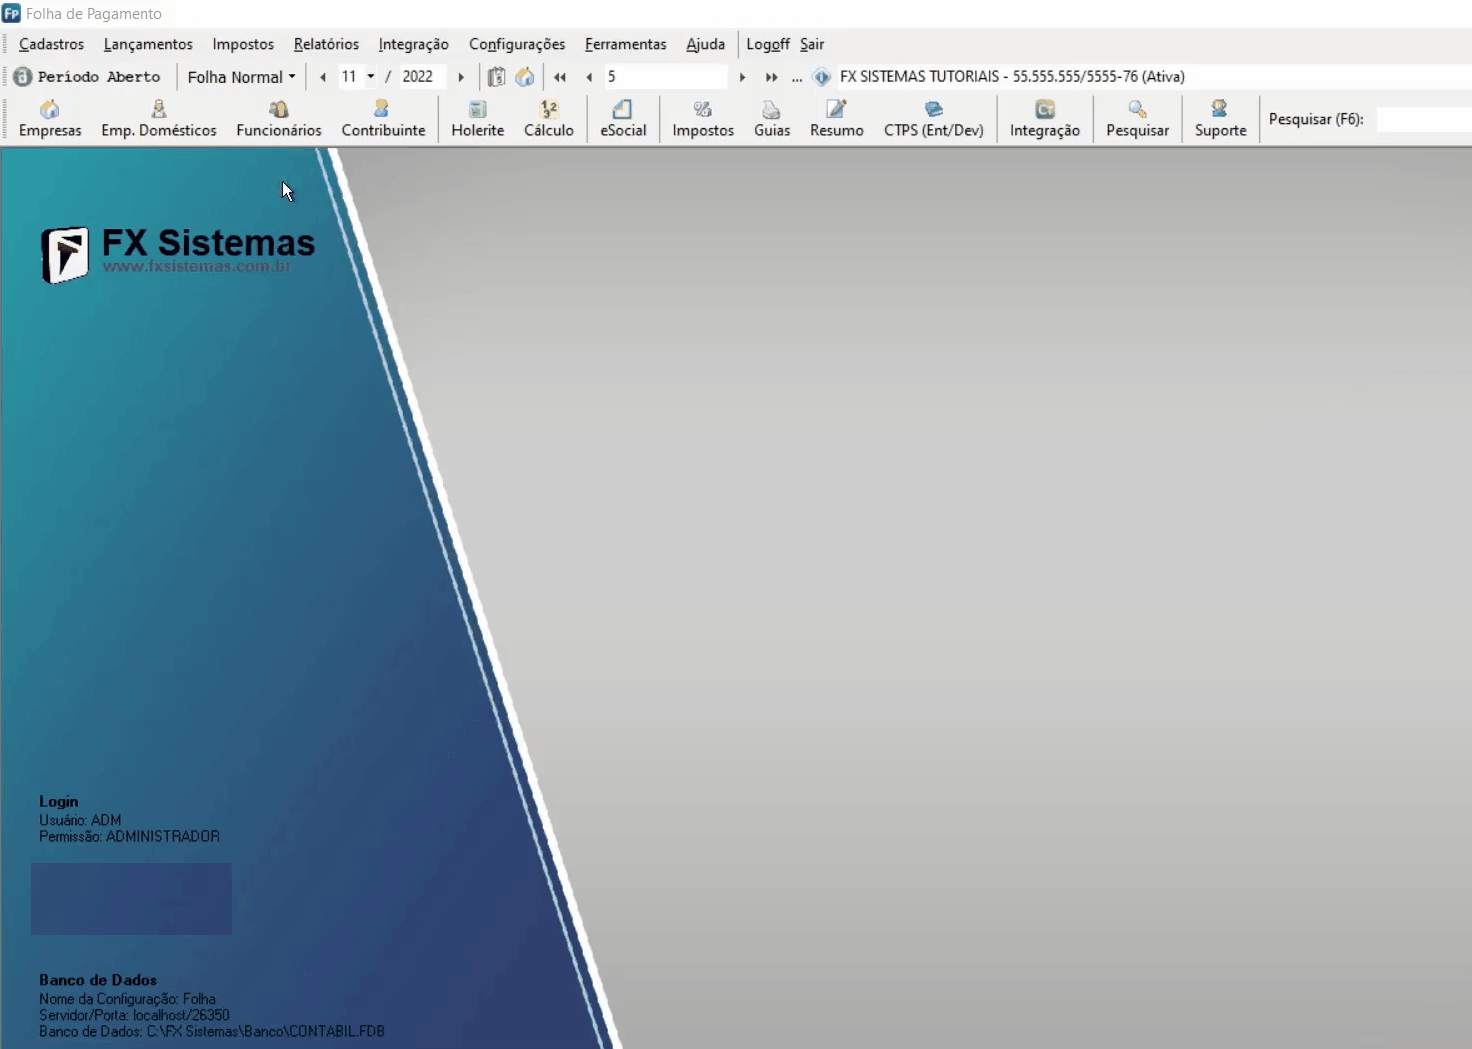 Fp Folha de Pagamento
Cadastros Lançamentos Impostos Relatórios Integração Configurações Ferramentas Ajuda Logoff Sair
Período Aberto Folha Normal 11 / 2022 5 ... FX SISTEMAS TUTORIAIS - 55.555.555/5555-76 (Ativa)
Empresas Emp. Domésticos Funcionários Contribuinte Holerite Cálculo eSocial Impostos Guias Resumo CTPS (Ent/Dev) Integração Pesquisar Suporte Pesquisar (F6):
FX Sistemas
www.fxsistemas.com.br
Login
Usuário: ADM
Permissão: ADMINISTRADOR
Banco de Dados
Nome da Configuração: Folha
Servidor/Porta: localhost/26350
Banco de Dados: C:\FX Sistemas\Banco\CONTABIL.FDB